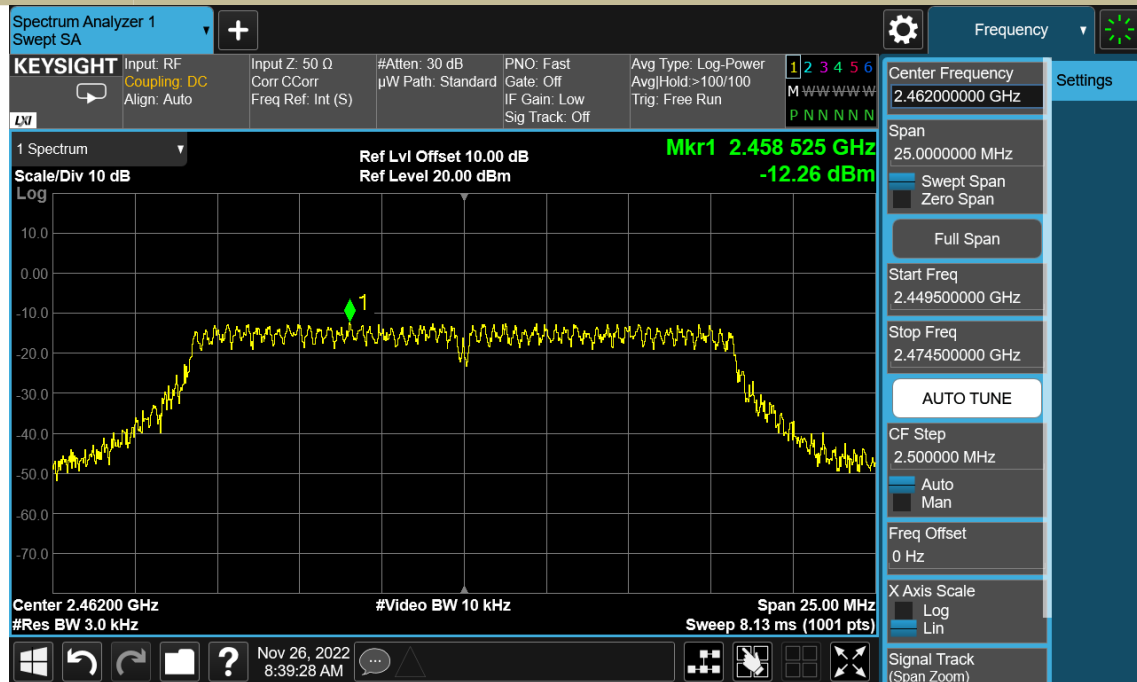 Spectrum Analyzer 1
Swept SA
Frequency
KEYSIGHT
LXI
Input: RF
Coupling: DC
Align: Auto
Input Z: 50 Ω
Corr CCorr
Freq Ref: Int (S)
#Atten: 30 dB
µW Path: Standard
PNO: Fast
Gate: Off
IF Gain: Low
Sig Track: Off
Avg Type: Log-Power
Avg|Hold:>100/100
Trig: Free Run
1 2 3 4 5 6
M W W W W W
P N N N N N
1 Spectrum
Scale/Div 10 dB
Log
Ref Lvl Offset 10.00 dB
Ref Level 20.00 dBm
Mkr1 2.458 525 GHz
-12.26 dBm
10.0
0.00
-10.0
-20.0
-30.0
-40.0
-50.0
-60.0
-70.0
1
Center 2.46200 GHz
#Res BW 3.0 kHz
#Video BW 10 kHz
Span 25.00 MHz
Sweep 8.13 ms (1001 pts)
Nov 26, 2022
8:39:28 AM
Center Frequency
2.462000000 GHz
Settings
Span
25.0000000 MHz
Swept Span
Zero Span
Full Span
Start Freq
2.449500000 GHz
Stop Freq
2.474500000 GHz
AUTO TUNE
CF Step
2.500000 MHz
Auto
Man
Freq Offset
0 Hz
X Axis Scale
Log
Lin
Signal Track
(Span Zoom)